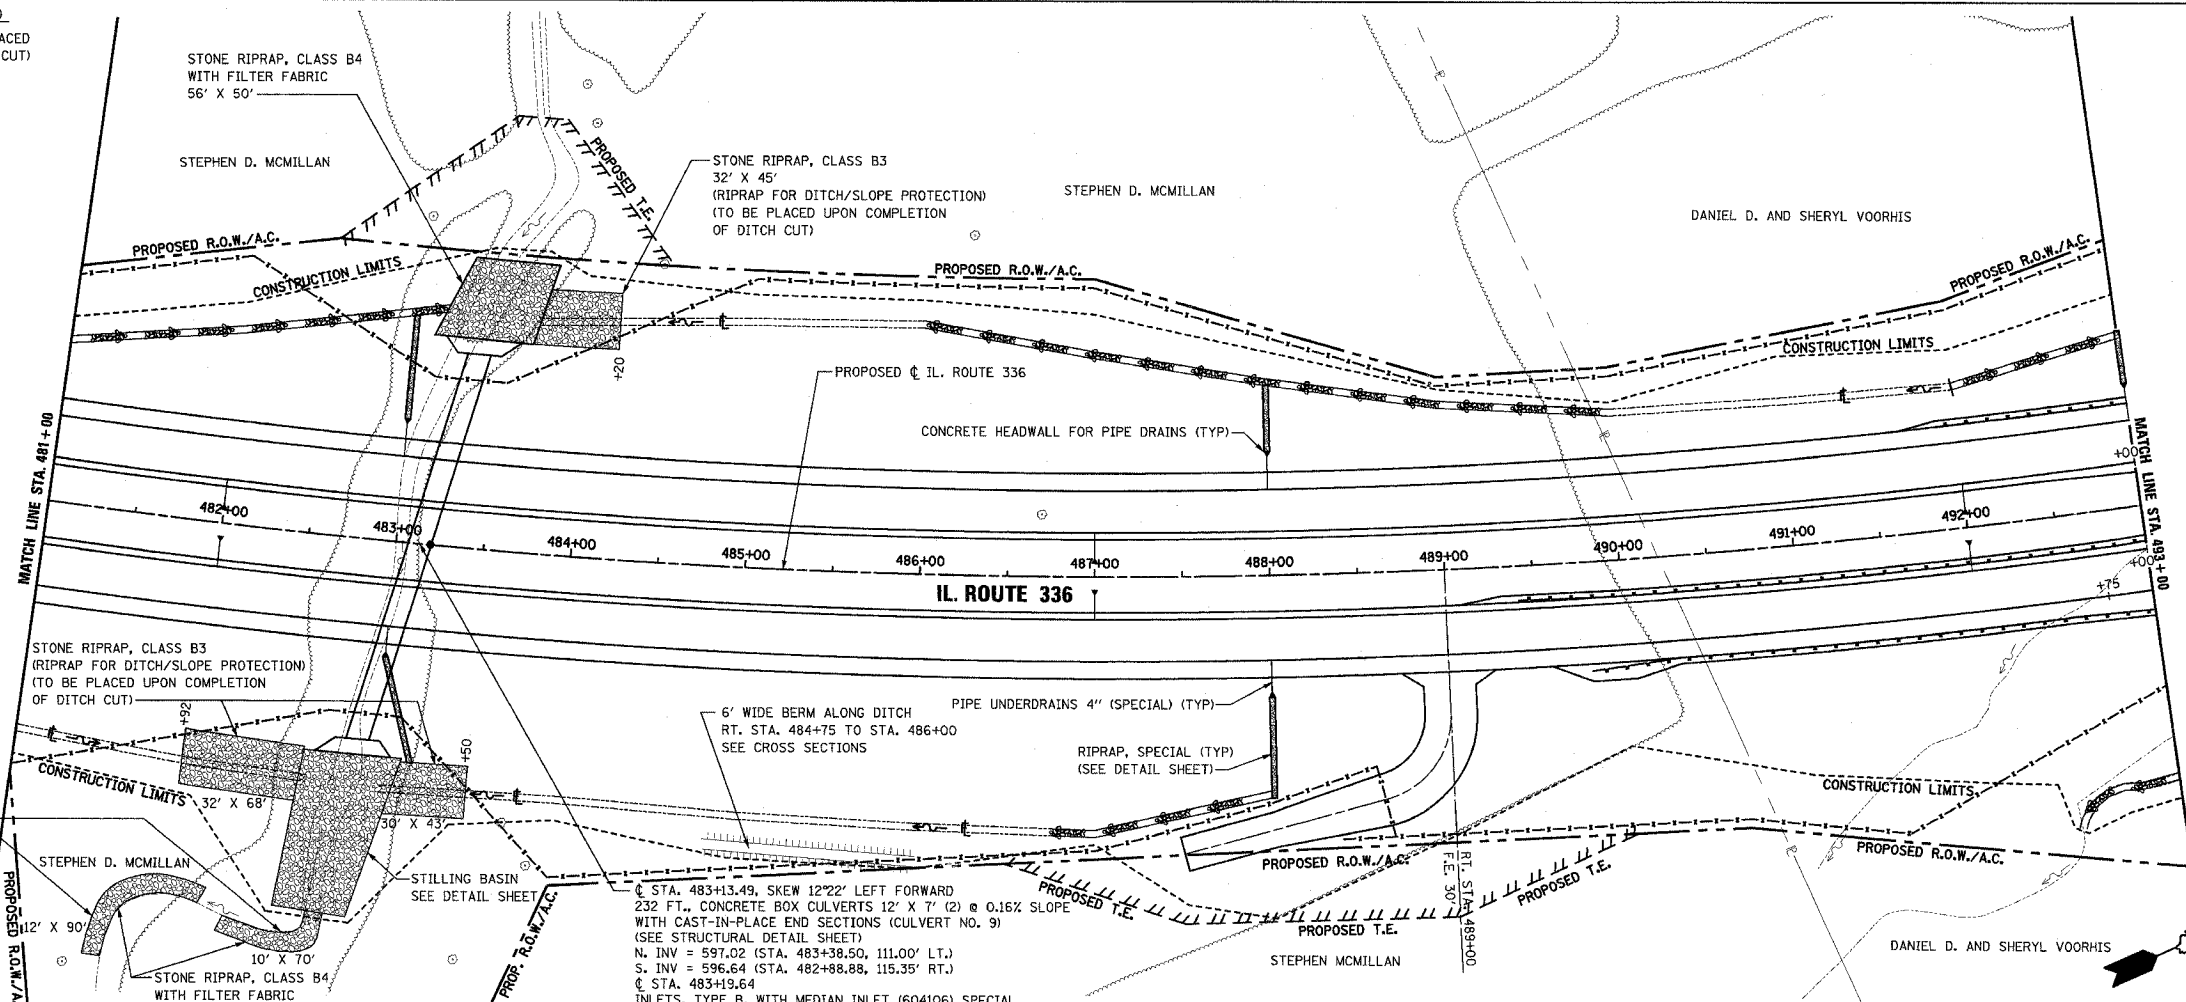 ACED
CUT)
STONE RIPRAP, CLASS B4
WITH FILTER FABRIC
56' X 50'
STEPHEN D. MCMILLAN
PROPOSED T.E.
STONE RIPRAP, CLASS B3
32' X 45'
(RIPRAP FOR DITCH/SLOPE PROTECTION)
(TO BE PLACED UPON COMPLETION
OF DITCH CUT)
STEPHEN D. MCMILLAN
DANIEL D. AND SHERYL VOORHIS
PROPOSED R.O.W./A.C.
CONSTRUCTION LIMITS
PROPOSED R.O.W./A.C.
PROPOSED R.O.W./A.C.
CONSTRUCTION LIMITS
+20
PROPOSED ℄ IL. ROUTE 336
CONCRETE HEADWALL FOR PIPE DRAINS (TYP)
MATCH LINE STA. 481+00
MATCH LINE STA. 493+00
+00
482+00
483+00
484+00
485+00
486+00
487+00
488+00
489+00
490+00
491+00
492+00
+00
+75
IL. ROUTE 336
STONE RIPRAP, CLASS B3
(RIPRAP FOR DITCH/SLOPE PROTECTION)
(TO BE PLACED UPON COMPLETION
OF DITCH CUT)
+92
+50
6' WIDE BERM ALONG DITCH
RT. STA. 484+75 TO STA. 486+00
SEE CROSS SECTIONS
PIPE UNDERDRAINS 4" (SPECIAL) (TYP)
RIPRAP, SPECIAL (TYP)
(SEE DETAIL SHEET)
CONSTRUCTION LIMITS
32' X 68'
30' X 43'
CONSTRUCTION LIMITS
STEPHEN D. MCMILLAN
STILLING BASIN
SEE DETAIL SHEET
PROPOSED R.O.W./A.C.
PROPOSED R.O.W./A.C.
PROPOSED T.E.
PROPOSED T.E.
PROPOSED T.E.
RT. STA. 489+00
F.E. 30'
12' X 90'
10' X 70'
STONE RIPRAP, CLASS B4
WITH FILTER FABRIC
PROPOSED R.O.W./A
PROP. R.O.W./A.C.
℄ STA. 483+13.49, SKEW 12°22' LEFT FORWARD
232 FT., CONCRETE BOX CULVERTS 12' X 7' (2) @ 0.16% SLOPE
WITH CAST-IN-PLACE END SECTIONS (CULVERT NO. 9)
(SEE STRUCTURAL DETAIL SHEET)
N. INV = 597.02 (STA. 483+38.50, 111.00' LT.)
S. INV = 596.64 (STA. 482+88.88, 115.35' RT.)
℄ STA. 483+19.64
INLETS, TYPE B, WITH MEDIAN INLET (604106) SPECIAL
STEPHEN MCMILLAN
DANIEL D. AND SHERYL VOORHIS